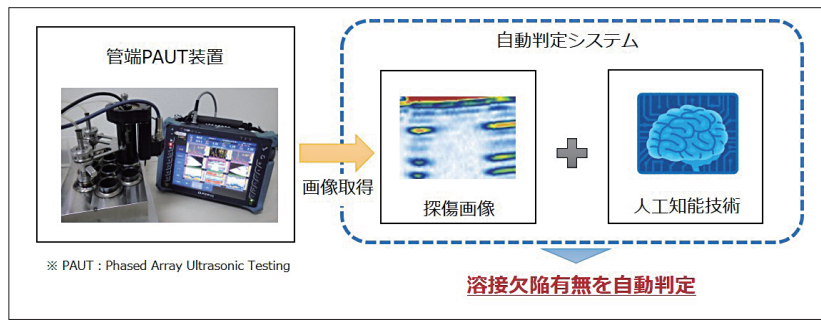 管端PAUT装置
自動判定システム
画像取得
探傷画像
人工知能技術
※ PAUT : Phased Array Ultrasonic Testing
溶接欠陥有無を自動判定